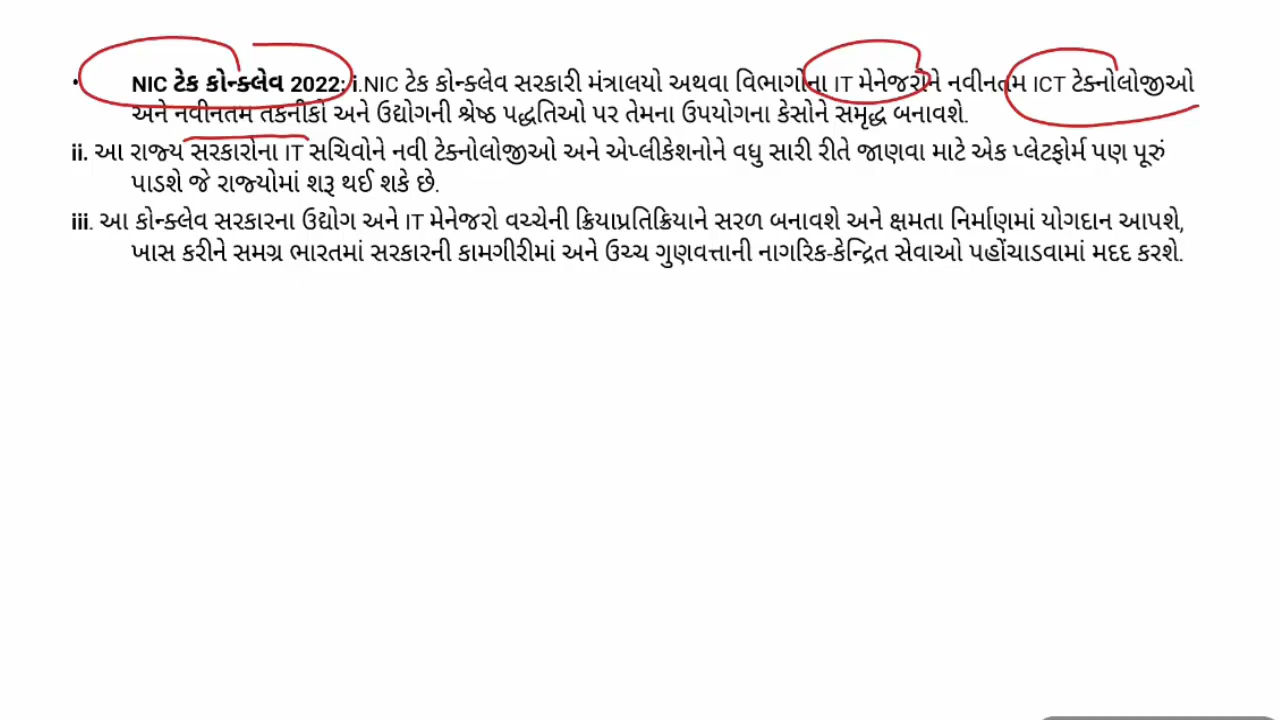 • NIC ટેક કોન્ક્લેવ 2022: i.NIC ટેક કોન્ક્લેવ સરકારી મંત્રાલયો અથવા વિભાગોના IT મેનેજરોને નવીનતમ ICT ટેક્નોલોજીઓ
અને નવીનતમ તકનીકો અને ઉદ્યોગની શ્રેષ્ઠ પદ્ધતિઓ પર તેમના ઉપયોગના કેસોને સમૃદ્ધ બનાવશે.
ii. આ રાજ્ય સરકારોના IT સચિવોને નવી ટેક્નોલોજીઓ અને એપ્લીકેશનોને વધુ સારી રીતે જાણવા માટે એક પ્લેટફોર્મ પણ પૂરું
પાડશે જે રાજ્યોમાં શરૂ થઈ શકે છે.
iii. આ કોન્ક્લેવ સરકારના ઉદ્યોગ અને IT મેનેજરો વચ્ચેની ક્રિયાપ્રતિક્રિયાને સરળ બનાવશે અને ક્ષમતા નિર્માણમાં યોગદાન આપશે,
ખાસ કરીને સમગ્ર ભારતમાં સરકારની કામગીરીમાં અને ઉચ્ચ ગુણવત્તાની નાગરિક-કેન્દ્રિત સેવાઓ પહોંચાડવામાં મદદ કરશે.